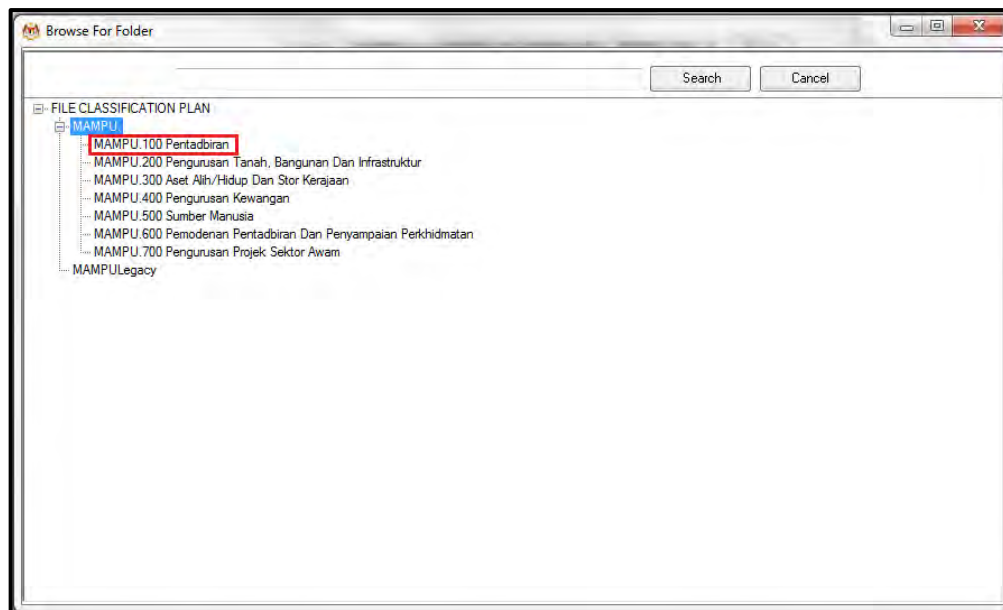 Browse For Folder
Search Cancel
FILE CLASSIFICATION PLAN
MAMPU.
MAMPU.100 Pentadbiran
MAMPU.200 Pengurusan Tanah, Bangunan Dan Infrastruktur
MAMPU.300 Aset Alih/Hidup Dan Stor Kerajaan
MAMPU.400 Pengurusan Kewangan
MAMPU.500 Sumber Manusia
MAMPU.600 Pemodenan Pentadbiran Dan Penyampaian Perkhidmatan
MAMPU.700 Pengurusan Projek Sektor Awam
MAMPULegacy